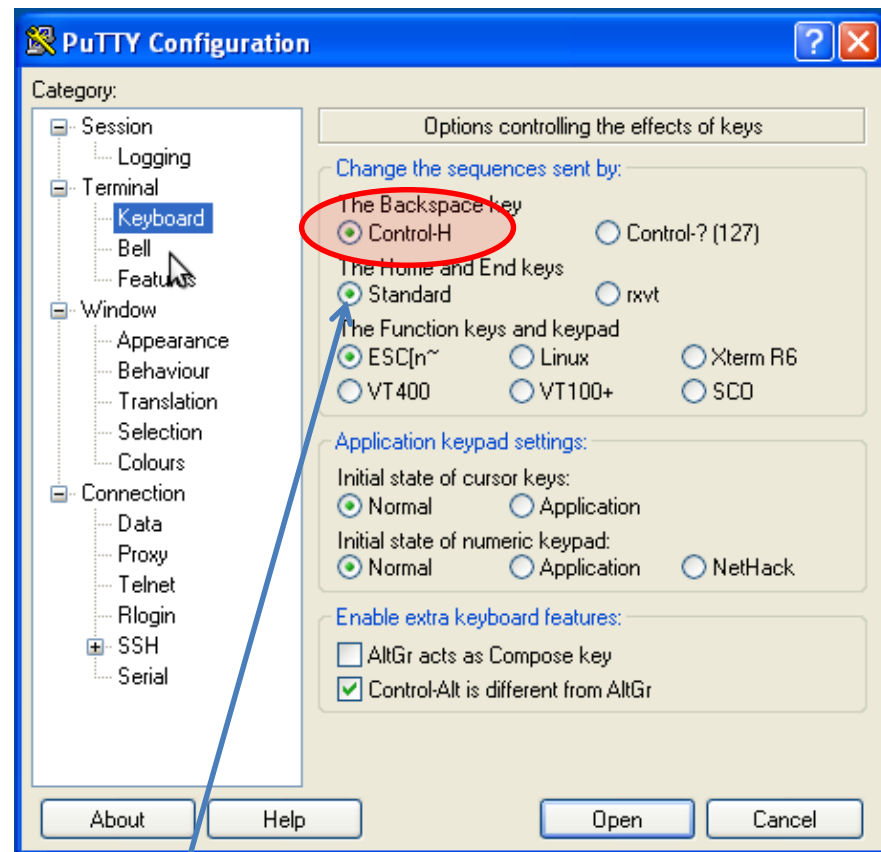 PuTTY Configuration
Category:
Session
Logging
Terminal
Keyboard
Bell
Features
Window
Appearance
Behaviour
Translation
Selection
Colours
Connection
Data
Proxy
Telnet
Rlogin
SSH
Serial
Options controlling the effects of keys
Change the sequences sent by:
The Backspace key
Control-H Control-? (127)
The Home and End keys
Standard rxvt
The Function keys and keypad
ESC[n~ Linux Xterm R6
VT400 VT100+ SCO
Application keypad settings:
Initial state of cursor keys:
Normal Application
Initial state of numeric keypad:
Normal Application NetHack
Enable extra keyboard features:
AltGr acts as Compose key
Control-Alt is different from AltGr
About Help Open Cancel